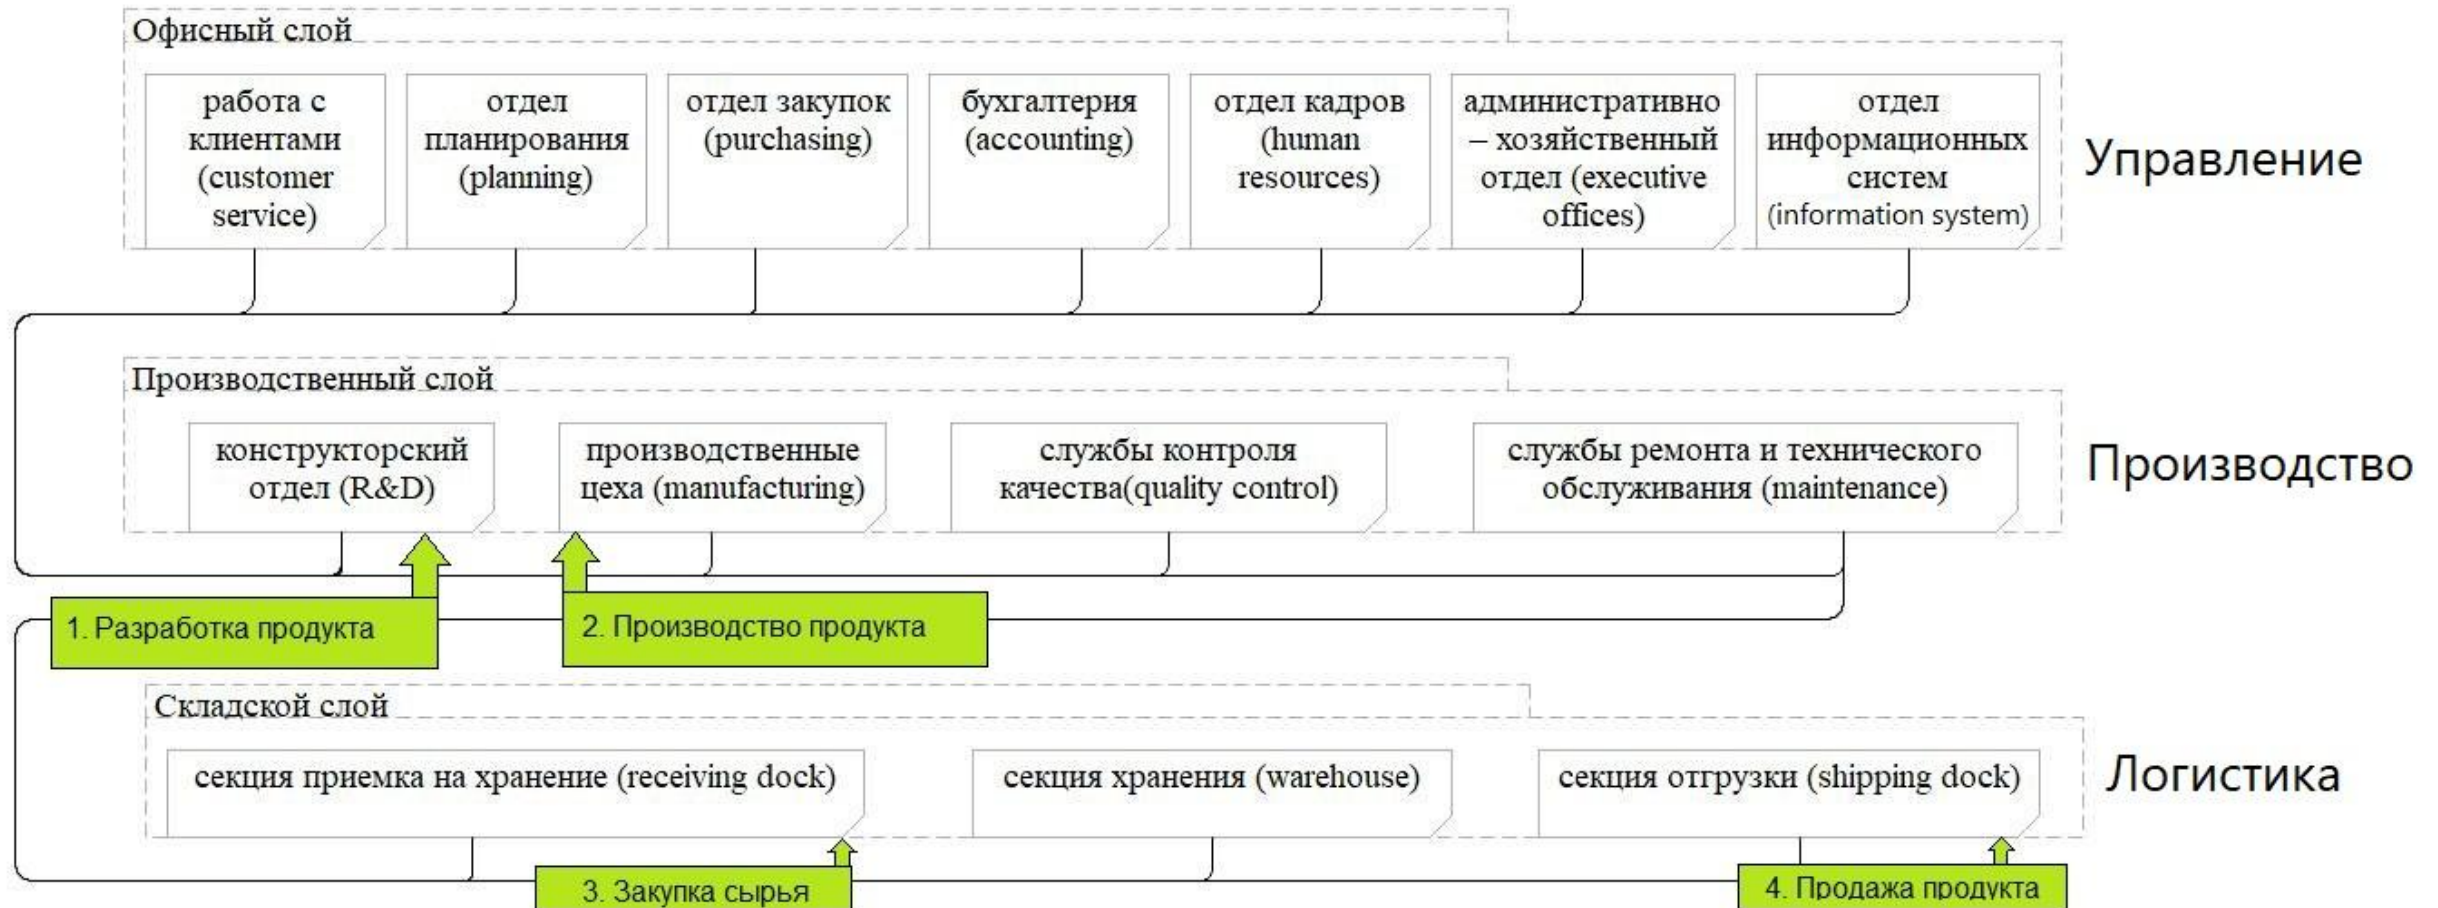 Офисный слой
работа с
клиентами
(customer
service)
отдел
планирования
(planning)
отдел закупок
(purchasing)
бухгалтерия
(accounting)
отдел кадров
(human
resources)
административно
– хозяйственный
отдел (executive
offices)
отдел
информационных
систем
(information system)
Управление
Производственный слой
конструкторский
отдел (R&D)
производственные
цеха (manufacturing)
службы контроля
качества(quality control)
службы ремонта и технического
обслуживания (maintenance)
Производство
1. Разработка продукта
2. Производство продукта
Складской слой
секция приемка на хранение (receiving dock)
секция хранения (warehouse)
секция отгрузки (shipping dock)
Логистика
3. Закупка сырья
4. Продажа продукта